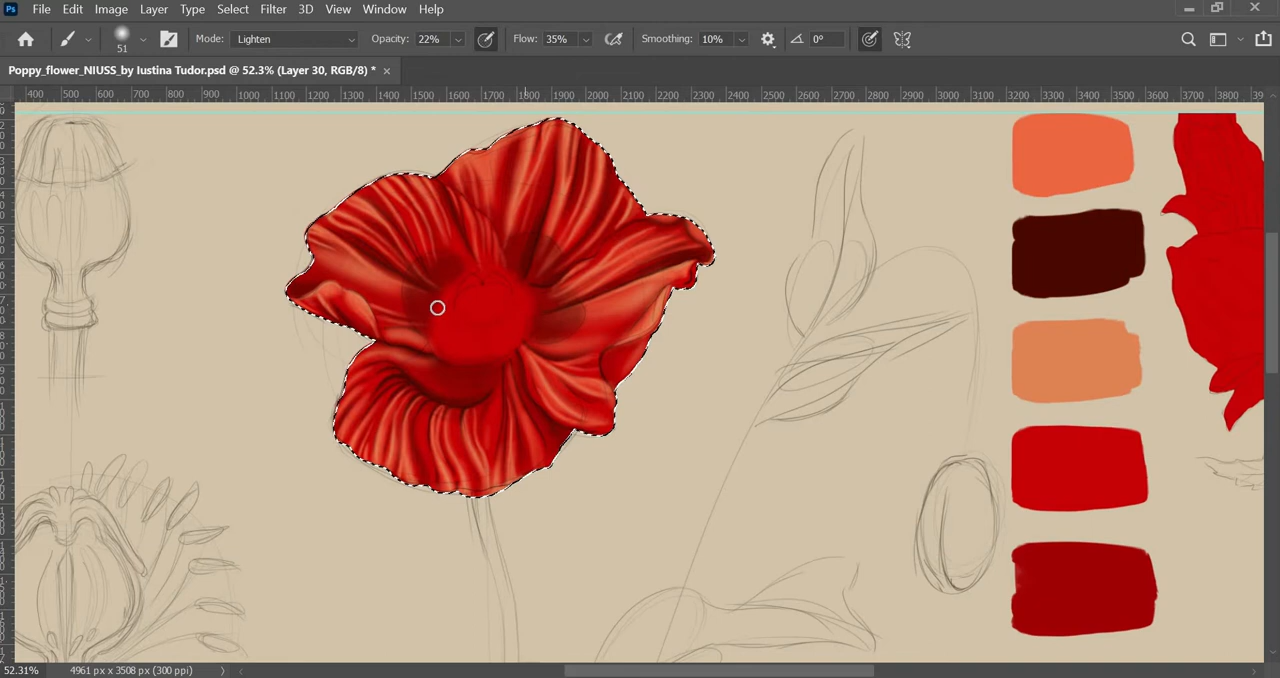 Ps File Edit Image Layer Type Select Filter 3D View Window Help
51 Mode: Lighten Opacity: 22% Flow: 35% Smoothing: 10% 0°
Poppy_flower_NIUSS_by Iustina Tudor.psd @ 52.3% (Layer 30, RGB/8) *
400 500 600 700 800 900 1000 1100 1200 1300 1400 1500 1600 1700 1800 1900 2000 2100 2200 2300 2400 2500 2600 2700 2800 2900 3000 3100 3200 3300 3400 3500 3600 3700 3800 39
52.31% 4961 px x 3508 px (300 ppi)